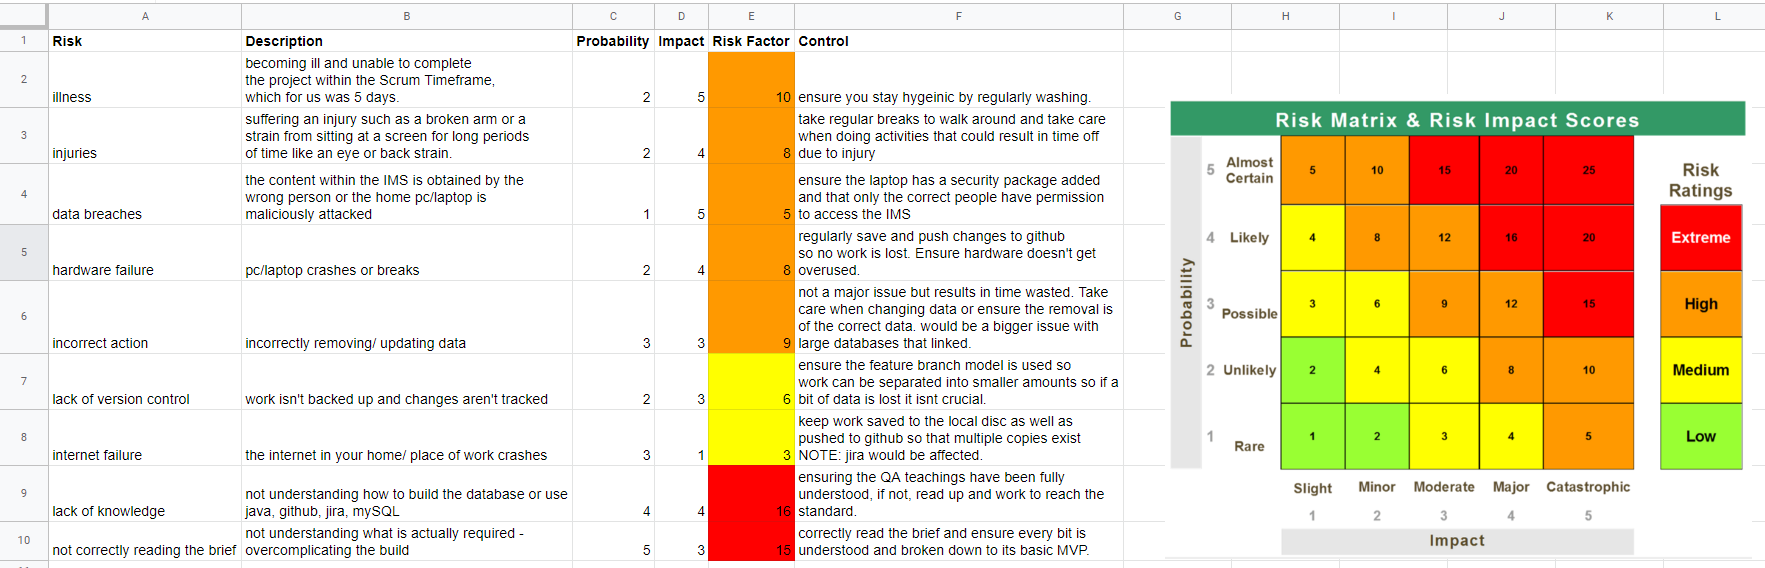 A B C D E F G H I J K L
1 Risk Description Probability Impact Risk Factor Control
becoming ill and unable to complete
the project within the Scrum Timeframe,
2 illness which for us was 5 days. 2 5 10 ensure you stay hygeinic by regularly washing.
suffering an injury such as a broken arm or a take regular breaks to walk around and take care
strain from sitting at a screen for long periods when doing activities that could result in time off
3 injuries of time like an eye or back strain. 2 4 8 due to injury
the content within the IMS is obtained by the ensure the laptop has a security package added
wrong person or the home pc/laptop is and that only the correct people have permission
4 data breaches maliciously attacked 1 5 5 to access the IMS
regularly save and push changes to github
so no work is lost. Ensure hardware doesn't get
5 hardware failure pc/laptop crashes or breaks 2 4 8 overused.
not a major issue but results in time wasted. Take
care when changing data or ensure the removal is
of the correct data. would be a bigger issue with
6 incorrect action incorrectly removing/ updating data 3 3 9 large databases that linked.
ensure the feature branch model is used so
work can be separated into smaller amounts so if a
7 lack of version control work isn't backed up and changes aren't tracked 2 3 6 bit of data is lost it isnt crucial.
keep work saved to the local disc as well as
pushed to github so that multiple copies exist
8 internet failure the internet in your home/ place of work crashes 3 1 3 NOTE: jira would be affected.
ensuring the QA teachings have been fully
not understanding how to build the database or use understood, if not, read up and work to reach the
9 lack of knowledge java, github, jira, mySQL 4 4 16 standard.
not understanding what is actually required - correctly read the brief and ensure every bit is
10 not correctly reading the brief overcomplicating the build 5 3 15 understood and broken down to its basic MVP.
Risk Matrix & Risk Impact Scores
Probability
5 Almost Certain 5 10 15 20 25
4 Likely 4 8 12 16 20
3 Possible 3 6 9 12 15
2 Unlikely 2 4 6 8 10
1 Rare 1 2 3 4 5
Slight Minor Moderate Major Catastrophic
1 2 3 4 5
Impact
Risk
Ratings
Extreme
High
Medium
Low